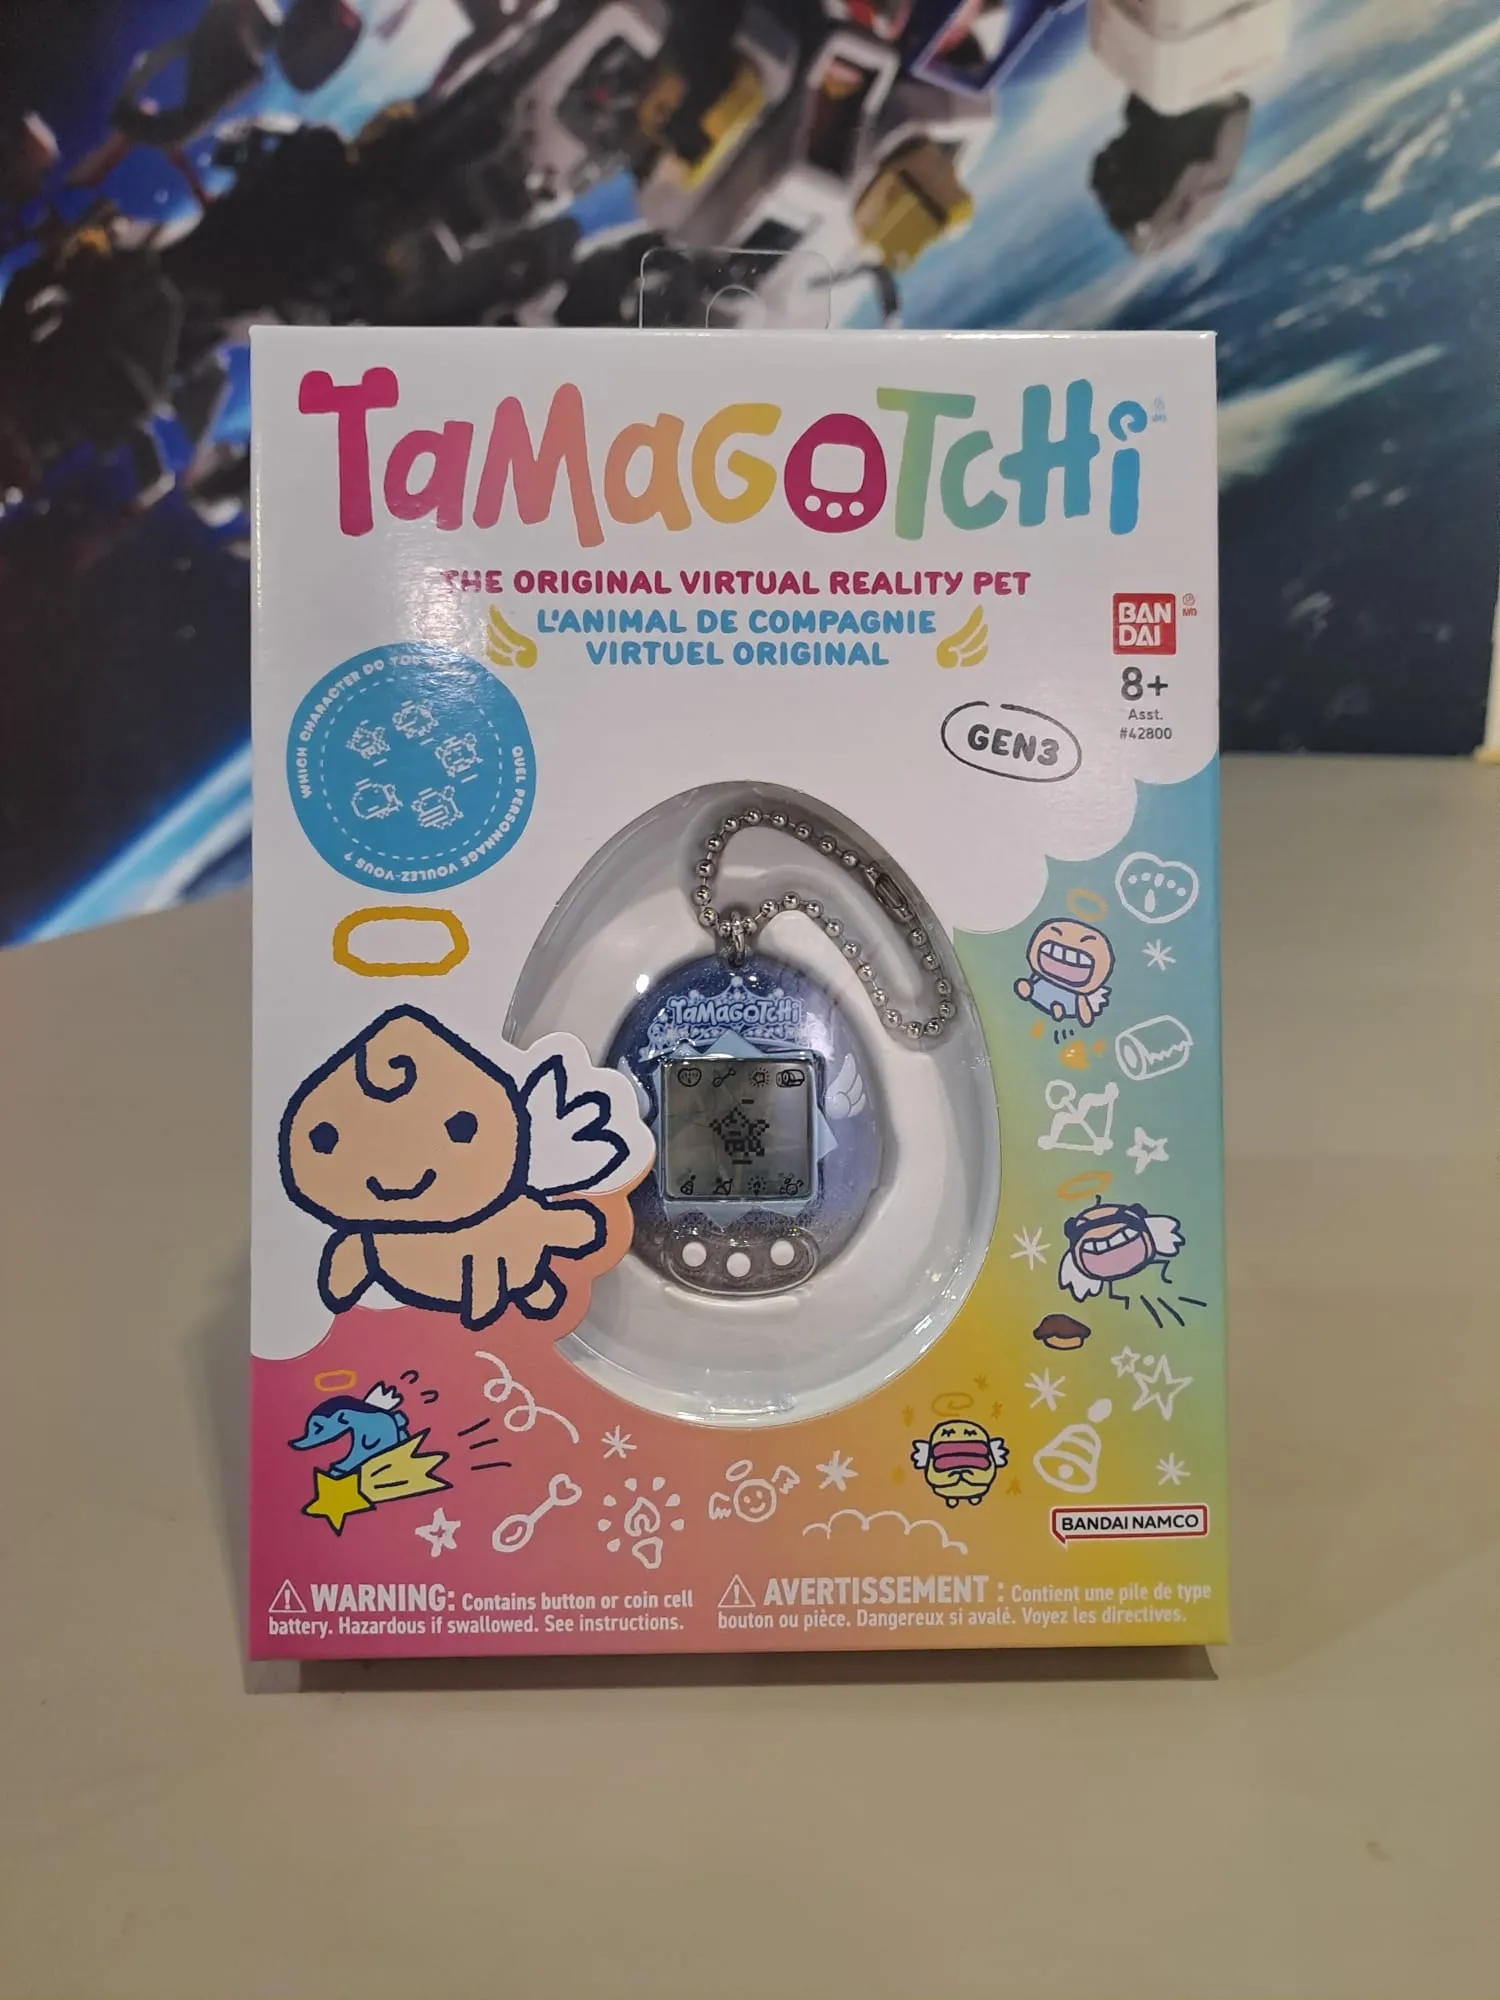 TaMaGOTcHi
THE ORIGINAL VIRTUAL REALITY PET
L'ANIMAL DE COMPAGNIE
VIRTUEL ORIGINAL
BAN
DAI
8+
Asst.
#42800
GEN3
WHICH CHARACTER DO YOU
QUEL PERSONNAGE VOULEZ-VOUS ?
TaMaGOTcHi
BANDAI NAMCO
WARNING: Contains button or coin cell
battery. Hazardous if swallowed. See instructions.
AVERTISSEMENT : Contient une pile de type
bouton ou pièce. Dangereux si avalé. Voyez les directives.